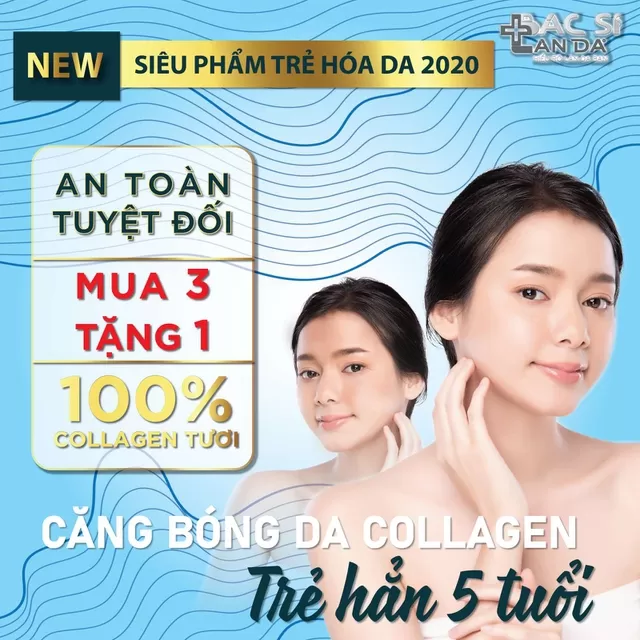 NEW
SIÊU PHẨM TRẺ HÓA DA 2020
BÁC SĨ
LAN DA
AN TOÀN
TUYỆT ĐỐI
MUA 3
TẶNG 1
100%
COLLAGEN TƯƠI
CĂNG BÓNG DA COLLAGEN
Trẻ hẳn 5 tuổi